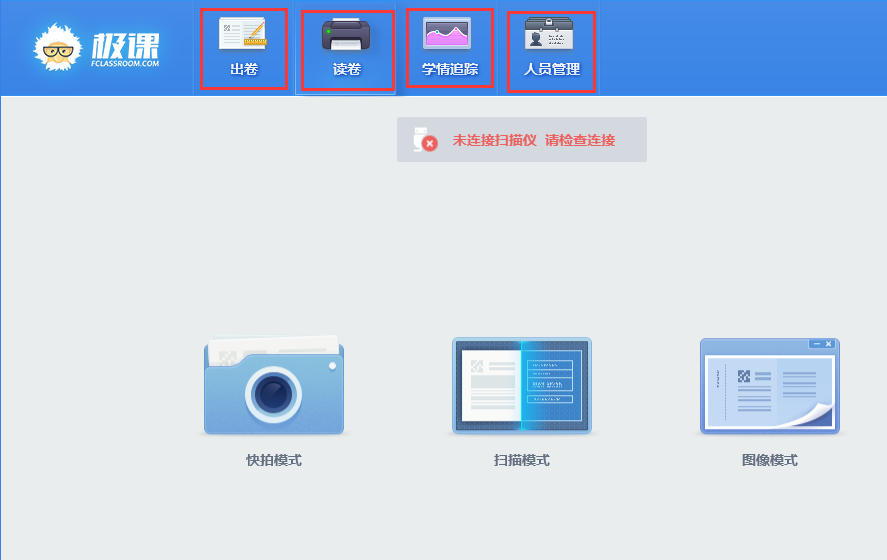 极课
FCLASSROOM.COM
出卷
读卷
学情追踪
人员管理
未连接扫描仪 请检查连接
快拍模式
扫描模式
图像模式